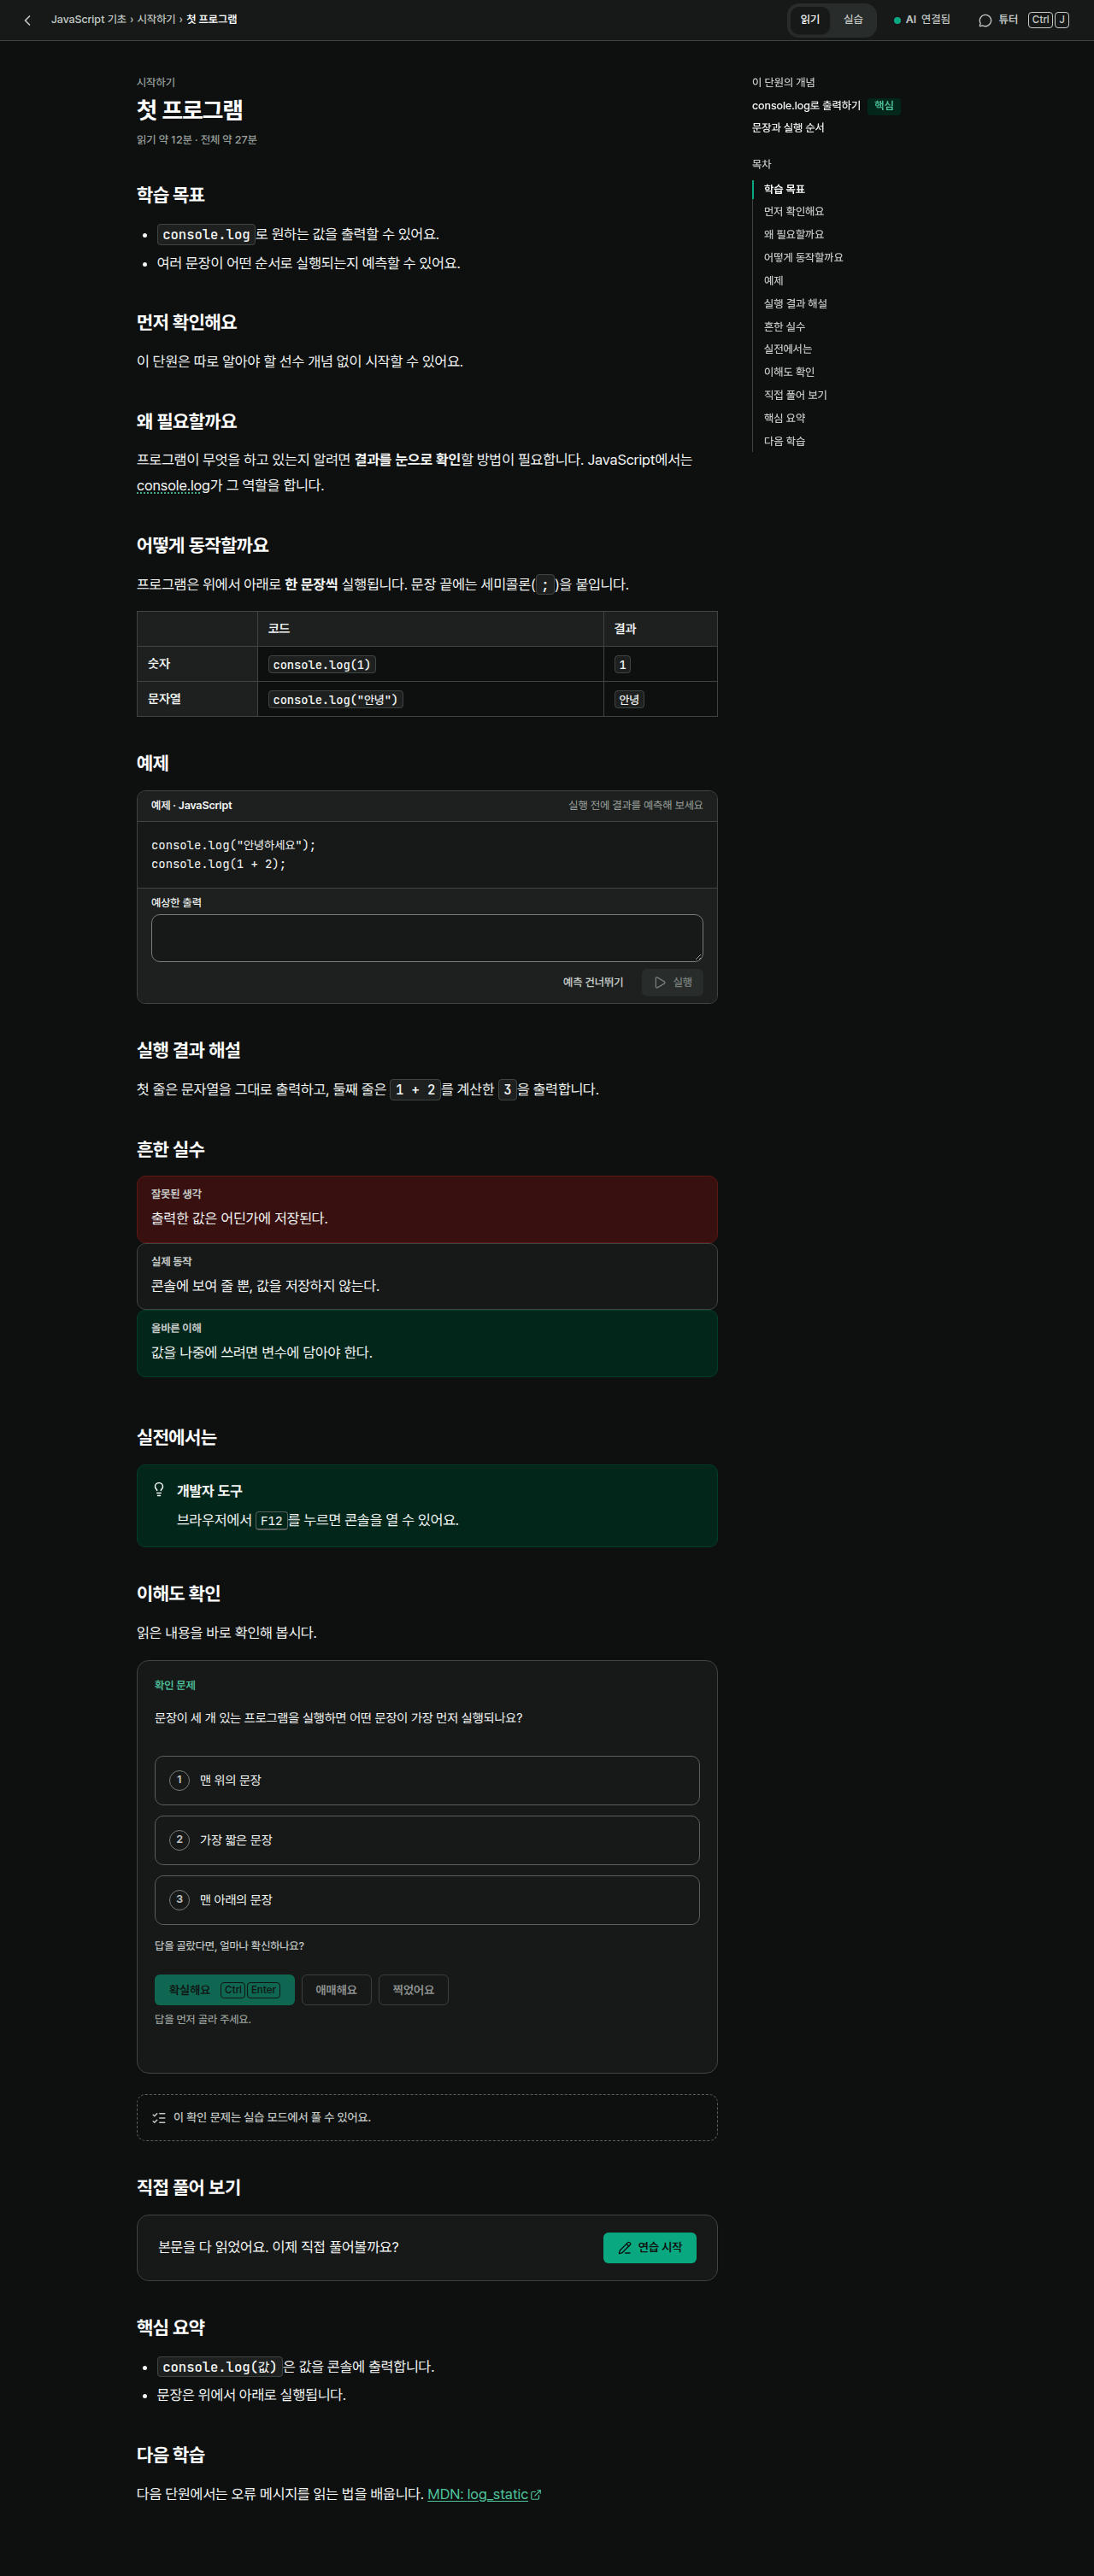 JavaScript 기초 › 시작하기 › 첫 프로그램
읽기 실습
AI 연결됨
튜터 Ctrl J
시작하기
첫 프로그램
읽기 약 12분 · 전체 약 27분
학습 목표
console.log로 원하는 값을 출력할 수 있어요.
여러 문장이 어떤 순서로 실행되는지 예측할 수 있어요.
먼저 확인해요
이 단원은 따로 알아야 할 선수 개념 없이 시작할 수 있어요.
왜 필요할까요
프로그램이 무엇을 하고 있는지 알려면 결과를 눈으로 확인할 방법이 필요합니다. JavaScript에서는
console.log가 그 역할을 합니다.
어떻게 동작할까요
프로그램은 위에서 아래로 한 문장씩 실행됩니다. 문장 끝에는 세미콜론(;)을 붙입니다.
코드 결과
숫자 console.log(1) 1
문자열 console.log("안녕") 안녕
예제
예제 · JavaScript 실행 전에 결과를 예측해 보세요
console.log("안녕하세요");
console.log(1 + 2);
예상한 출력
예측 건너뛰기 실행
실행 결과 해설
첫 줄은 문자열을 그대로 출력하고, 둘째 줄은 1 + 2를 계산한 3을 출력합니다.
흔한 실수
잘못된 생각
출력한 값은 어딘가에 저장된다.
실제 동작
콘솔에 보여 줄 뿐, 값을 저장하지 않는다.
올바른 이해
값을 나중에 쓰려면 변수에 담아야 한다.
실전에서는
개발자 도구
브라우저에서 F12를 누르면 콘솔을 열 수 있어요.
이해도 확인
읽은 내용을 바로 확인해 봅시다.
확인 문제
문장이 세 개 있는 프로그램을 실행하면 어떤 문장이 가장 먼저 실행되나요?
1 맨 위의 문장
2 가장 짧은 문장
3 맨 아래의 문장
답을 골랐다면, 얼마나 확신하나요?
확실해요 Ctrl Enter 애매해요 찍었어요
답을 먼저 골라 주세요.
이 확인 문제는 실습 모드에서 풀 수 있어요.
직접 풀어 보기
본문을 다 읽었어요. 이제 직접 풀어볼까요?
연습 시작
핵심 요약
console.log(값)은 값을 콘솔에 출력합니다.
문장은 위에서 아래로 실행됩니다.
다음 학습
다음 단원에서는 오류 메시지를 읽는 법을 배웁니다. MDN: log_static
이 단원의 개념
console.log로 출력하기 핵심
문장과 실행 순서
목차
학습 목표
먼저 확인해요
왜 필요할까요
어떻게 동작할까요
예제
실행 결과 해설
흔한 실수
실전에서는
이해도 확인
직접 풀어 보기
핵심 요약
다음 학습